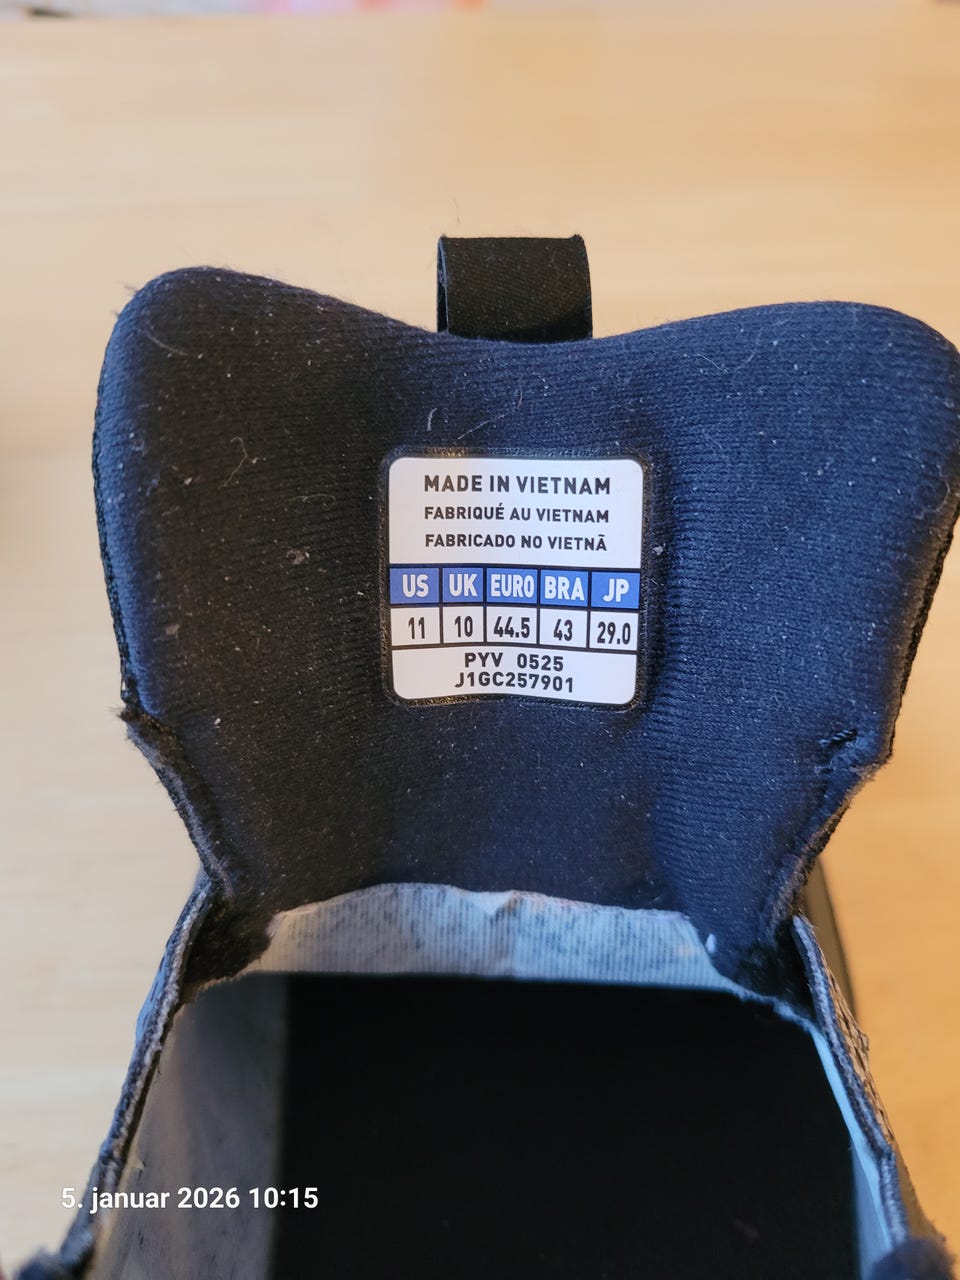 MADE IN VIETNAM
FABRIQUÉ AU VIETNAM
FABRICADO NO VIETNÃ
US UK EURO BRA JP
11 10 44.5 43 29.0
PYV 0525
J1GC257901
5. januar 2026 10:15